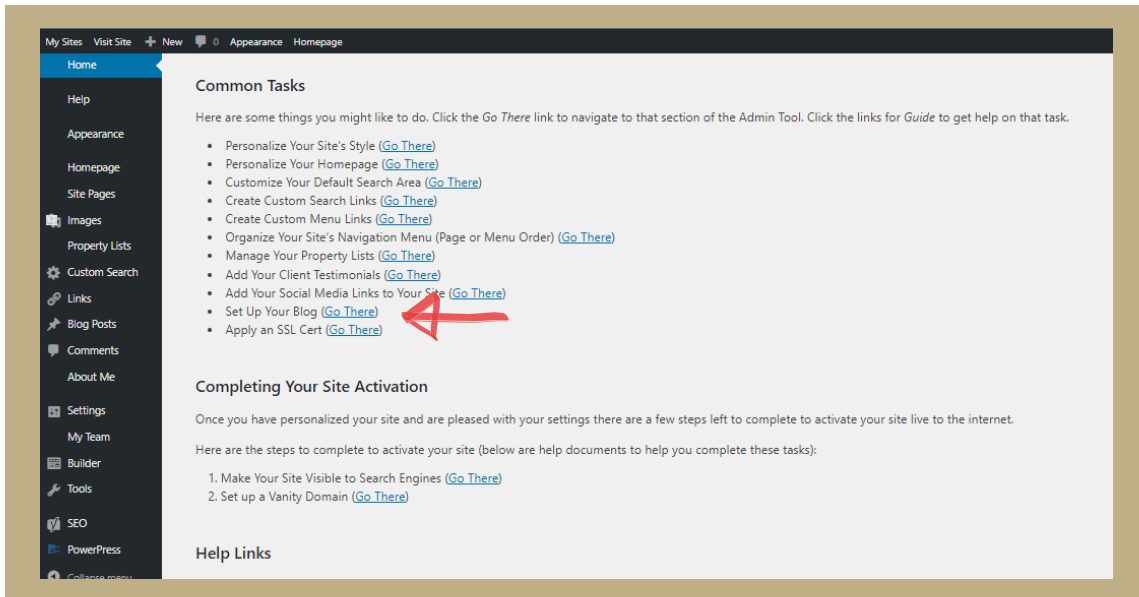 My Sites Visit Site New 0 Appearance Homepage
Home
Help
Appearance
Homepage
Site Pages
Images
Property Lists
Custom Search
Links
Blog Posts
Comments
About Me
Settings
My Team
Builder
Tools
SEO
PowerPress
Collapse menu
Common Tasks
Here are some things you might like to do. Click the Go There link to navigate to that section of the Admin Tool. Click the links for Guide to get help on that task.
• Personalize Your Site's Style (Go There)
• Personalize Your Homepage (Go There)
• Customize Your Default Search Area (Go There)
• Create Custom Search Links (Go There)
• Create Custom Menu Links (Go There)
• Organize Your Site's Navigation Menu (Page or Menu Order) (Go There)
• Manage Your Property Lists (Go There)
• Add Your Client Testimonials (Go There)
• Add Your Social Media Links to Your Site (Go There)
• Set Up Your Blog (Go There)
• Apply an SSL Cert (Go There)
Completing Your Site Activation
Once you have personalized your site and are pleased with your settings there are a few steps left to complete to activate your site live to the internet.
Here are the steps to complete to activate your site (below are help documents to help you complete these tasks):
1. Make Your Site Visible to Search Engines (Go There)
2. Set up a Vanity Domain (Go There)
Help Links